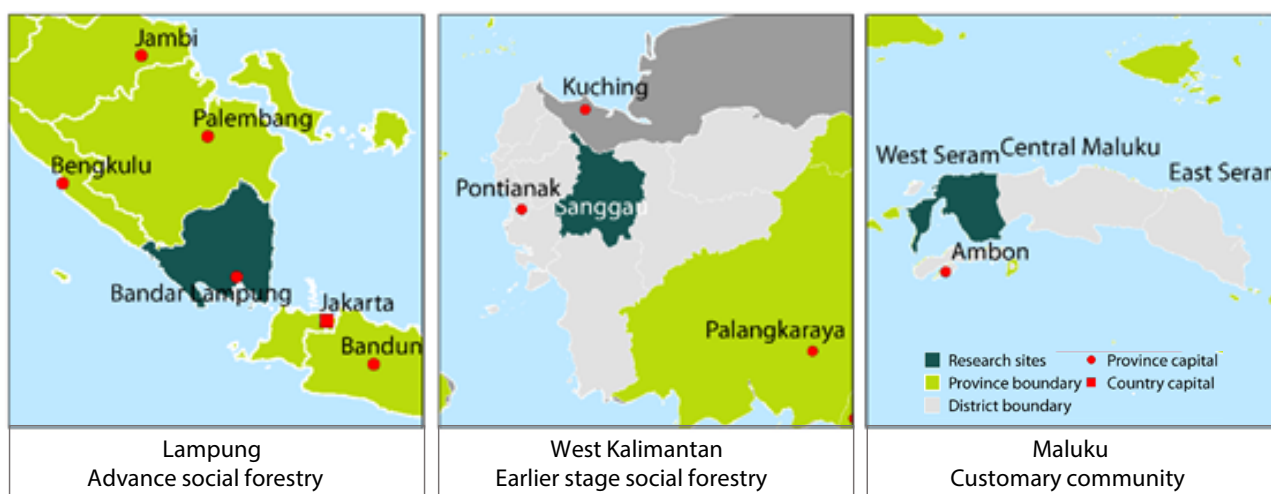 Jambi
Palembang
Bengkulu
Bandar Lampung
Jakarta
Bandun
Lampung
Advance social forestry
Kuching
Pontianak
Sanggau
Palangkaraya
West Kalimantan
Earlier stage social forestry
West Seram
Central Maluku
East Seram
Ambon
Research sites
Province capital
Province boundary
Country capital
District boundary
Maluku
Customary community